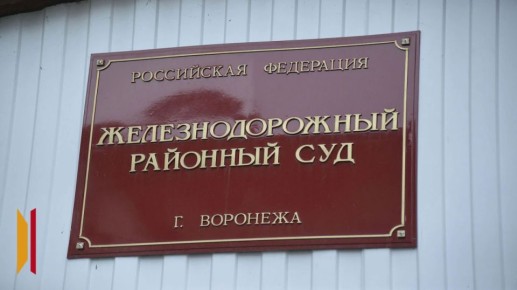 РОССИЙСКАЯ ФЕДЕРАЦИЯ
ЖЕЛЕЗНОДОРОЖНЫЙ
РАЙОННЫЙ СУД
Г. ВОРОНЕЖА